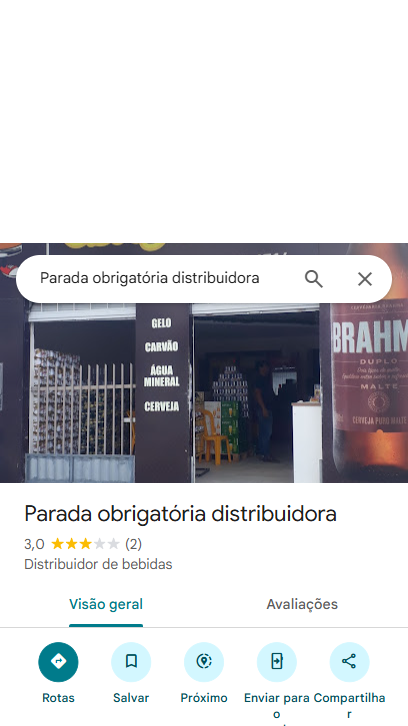 Parada obrigatória distribuidora
GELO
CARVÃO
ÁGUA
MINERAL
CERVEJA
BRAHM
DUPLO
MALTE
CERVEJA PURO MALTE
Parada obrigatória distribuidora
3,0 (2)
Distribuidor de bebidas
Visão geral
Avaliações
Rotas
Salvar
Próximo
Enviar para o
Compartilhar